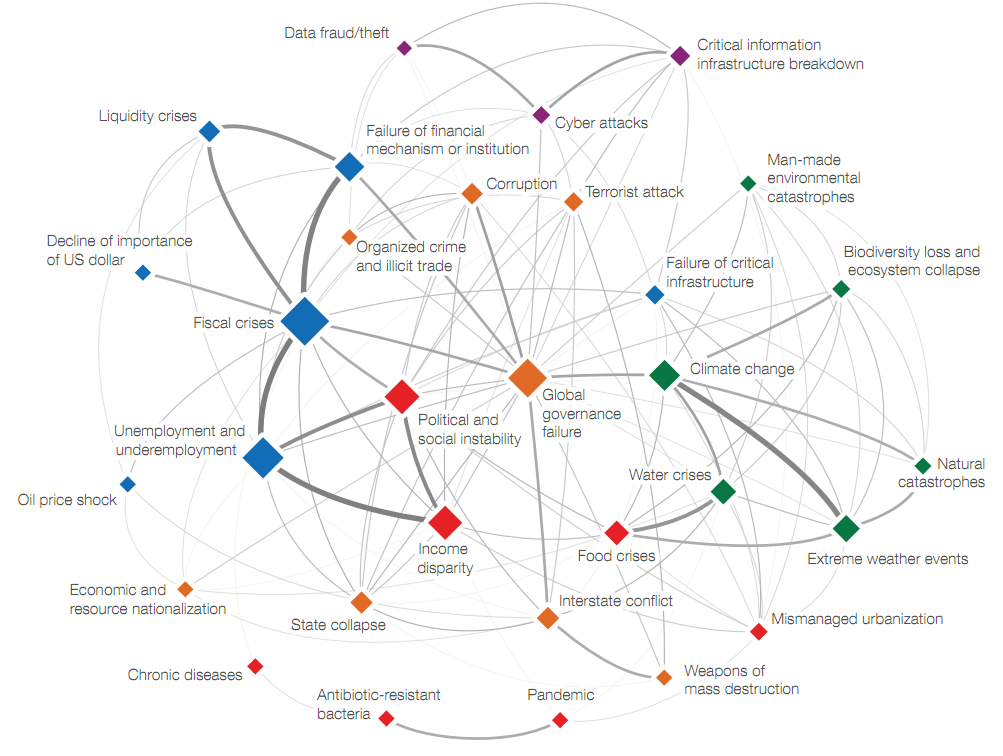 Data fraud/theft
Critical information
infrastructure breakdown
Liquidity crises
Failure of financial
mechanism or institution
Cyber attacks
Man-made
environmental
catastrophes
Corruption
Terrorist attack
Decline of importance
of US dollar
Organized crime
and illicit trade
Failure of critical
infrastructure
Biodiversity loss and
ecosystem collapse
Fiscal crises
Climate change
Global
governance
failure
Political and
social instability
Unemployment and
underemployment
Water crises
Natural
catastrophes
Oil price shock
Income
disparity
Food crises
Extreme weather events
Economic and
resource nationalization
State collapse
Interstate conflict
Mismanaged urbanization
Chronic diseases
Antibiotic-resistant
bacteria
Pandemic
Weapons of
mass destruction